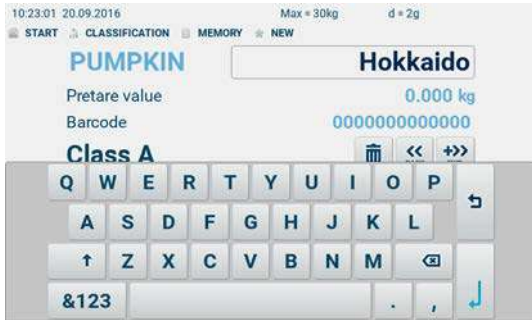 10:23:01 20.09.2016 Max = 30kg d = 2g
START CLASSIFICATION MEMORY NEW
PUMPKIN Hokkaido
Pretare value 0.000 kg
Barcode 0000000000000
Class A << +>>
Q W E R T Y U I O P
A S D F G H J K L
Z X C V B N M
&123 . ,